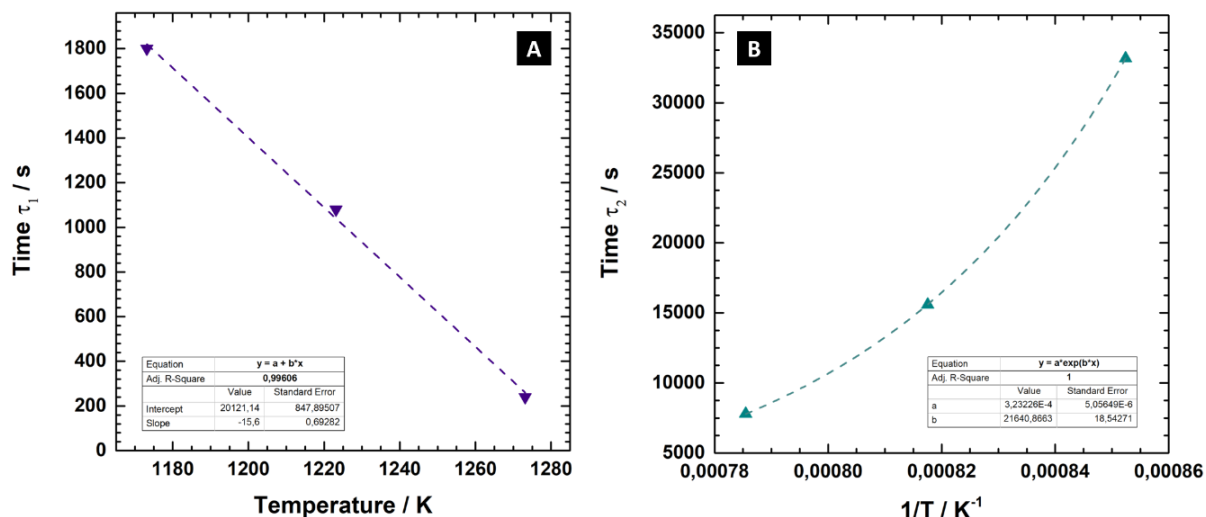 A
Time τ1 / s
1800
1600
1400
1200
1000
800
600
400
200
0
1180 1200 1220 1240 1260 1280
Temperature / K
Equation y = a + b*x
Adj. R-Square 0,99606
Value Standard Error
Intercept 20121,14 847,89507
Slope -15,6 0,69282
B
Time τ2 / s
35000
30000
25000
20000
15000
10000
5000
0,00078 0,00080 0,00082 0,00084 0,00086
1/T / K-1
Equation y = a*exp(b*x)
Adj. R-Square 1
Value Standard Error
a 3,23226E-4 5,05649E-6
b 21640,8663 18,54271